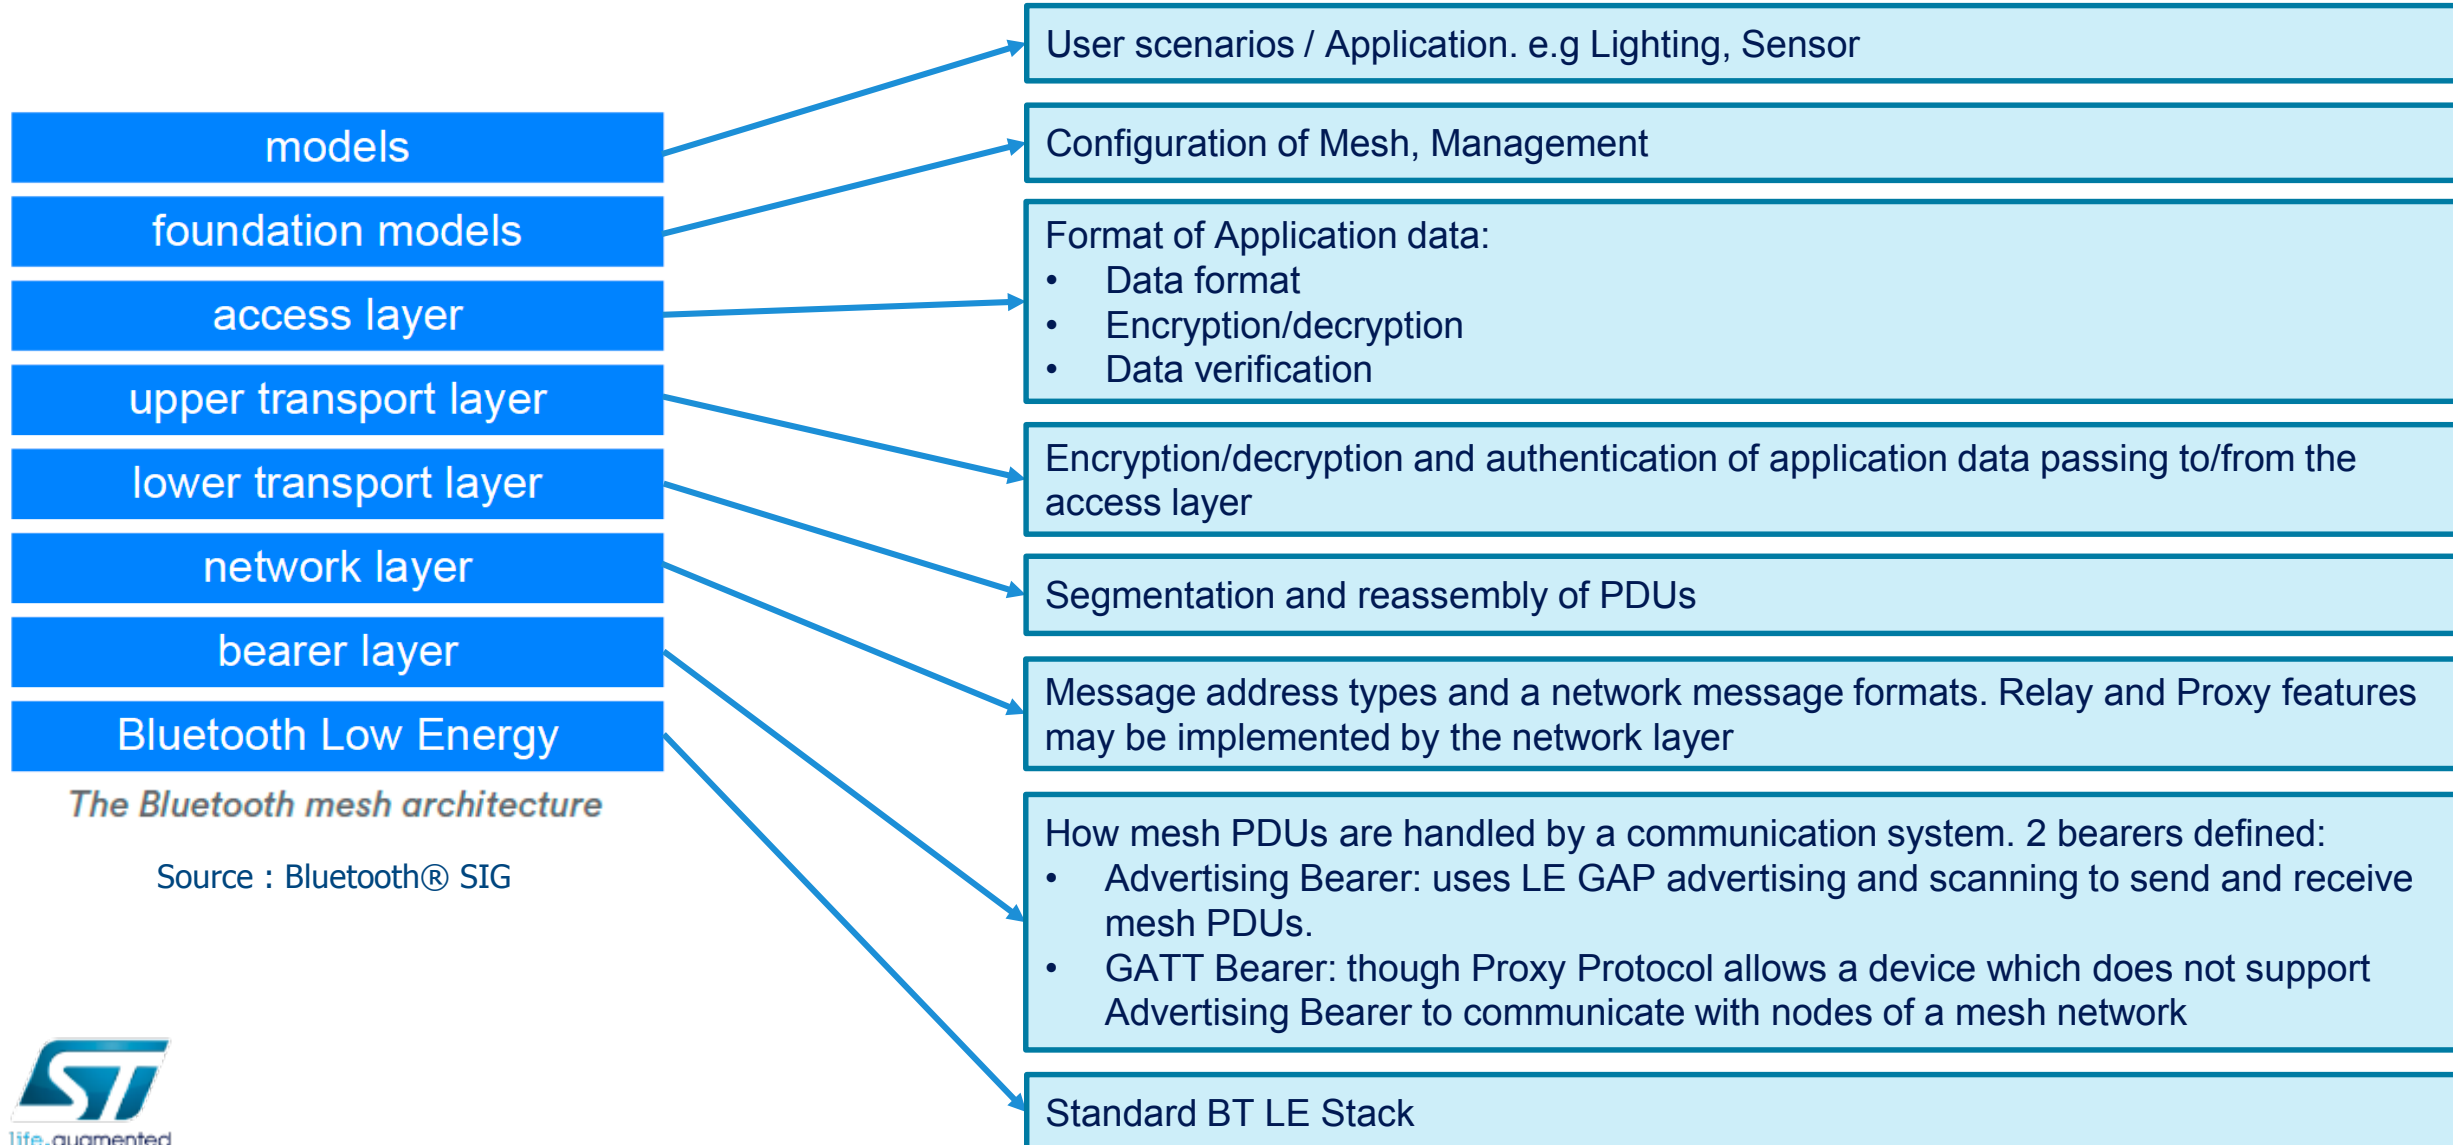 models
foundation models
access layer
upper transport layer
lower transport layer
network layer
bearer layer
Bluetooth Low Energy
The Bluetooth mesh architecture
Source : Bluetooth® SIG
ST
life.augmented
User scenarios / Application. e.g Lighting, Sensor
Configuration of Mesh, Management
Format of Application data:
• Data format
• Encryption/decryption
• Data verification
Encryption/decryption and authentication of application data passing to/from the
access layer
Segmentation and reassembly of PDUs
Message address types and a network message formats. Relay and Proxy features
may be implemented by the network layer
How mesh PDUs are handled by a communication system. 2 bearers defined:
• Advertising Bearer: uses LE GAP advertising and scanning to send and receive
mesh PDUs.
• GATT Bearer: though Proxy Protocol allows a device which does not support
Advertising Bearer to communicate with nodes of a mesh network
Standard BT LE Stack